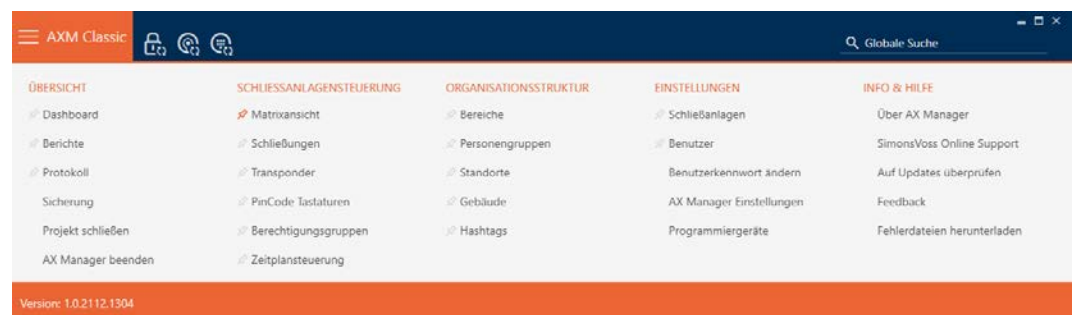 AXM Classic
Globale Suche
ÜBERSICHT
Dashboard
Berichte
Protokoll
Sicherung
Projekt schließen
AX Manager beenden
SCHLIESSANLAGENSTEUERUNG
Matrixansicht
Schließungen
Transponder
PinCode Tastaturen
Berechtigungsgruppen
Zeitplansteuerung
ORGANISATIONSSTRUKTUR
Bereiche
Personengruppen
Standorte
Gebäude
Hashtags
EINSTELLUNGEN
Schließanlagen
Benutzer
Benutzerkennwort ändern
AX Manager Einstellungen
Programmiergeräte
INFO & HILFE
Über AX Manager
SimonsVoss Online Support
Auf Updates überprüfen
Feedback
Fehlerdateien herunterladen
Version: 1.0.2112.1304